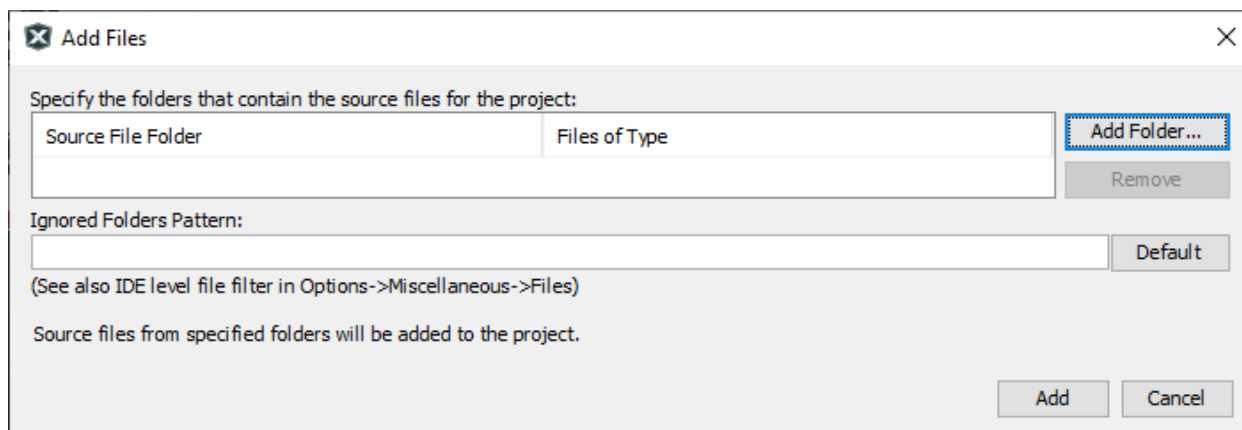 Add Files
Specify the folders that contain the source files for the project:
Source File Folder Files of Type
Add Folder...
Remove
Ignored Folders Pattern:
Default
(See also IDE level file filter in Options->Miscellaneous->Files)
Source files from specified folders will be added to the project.
Add Cancel